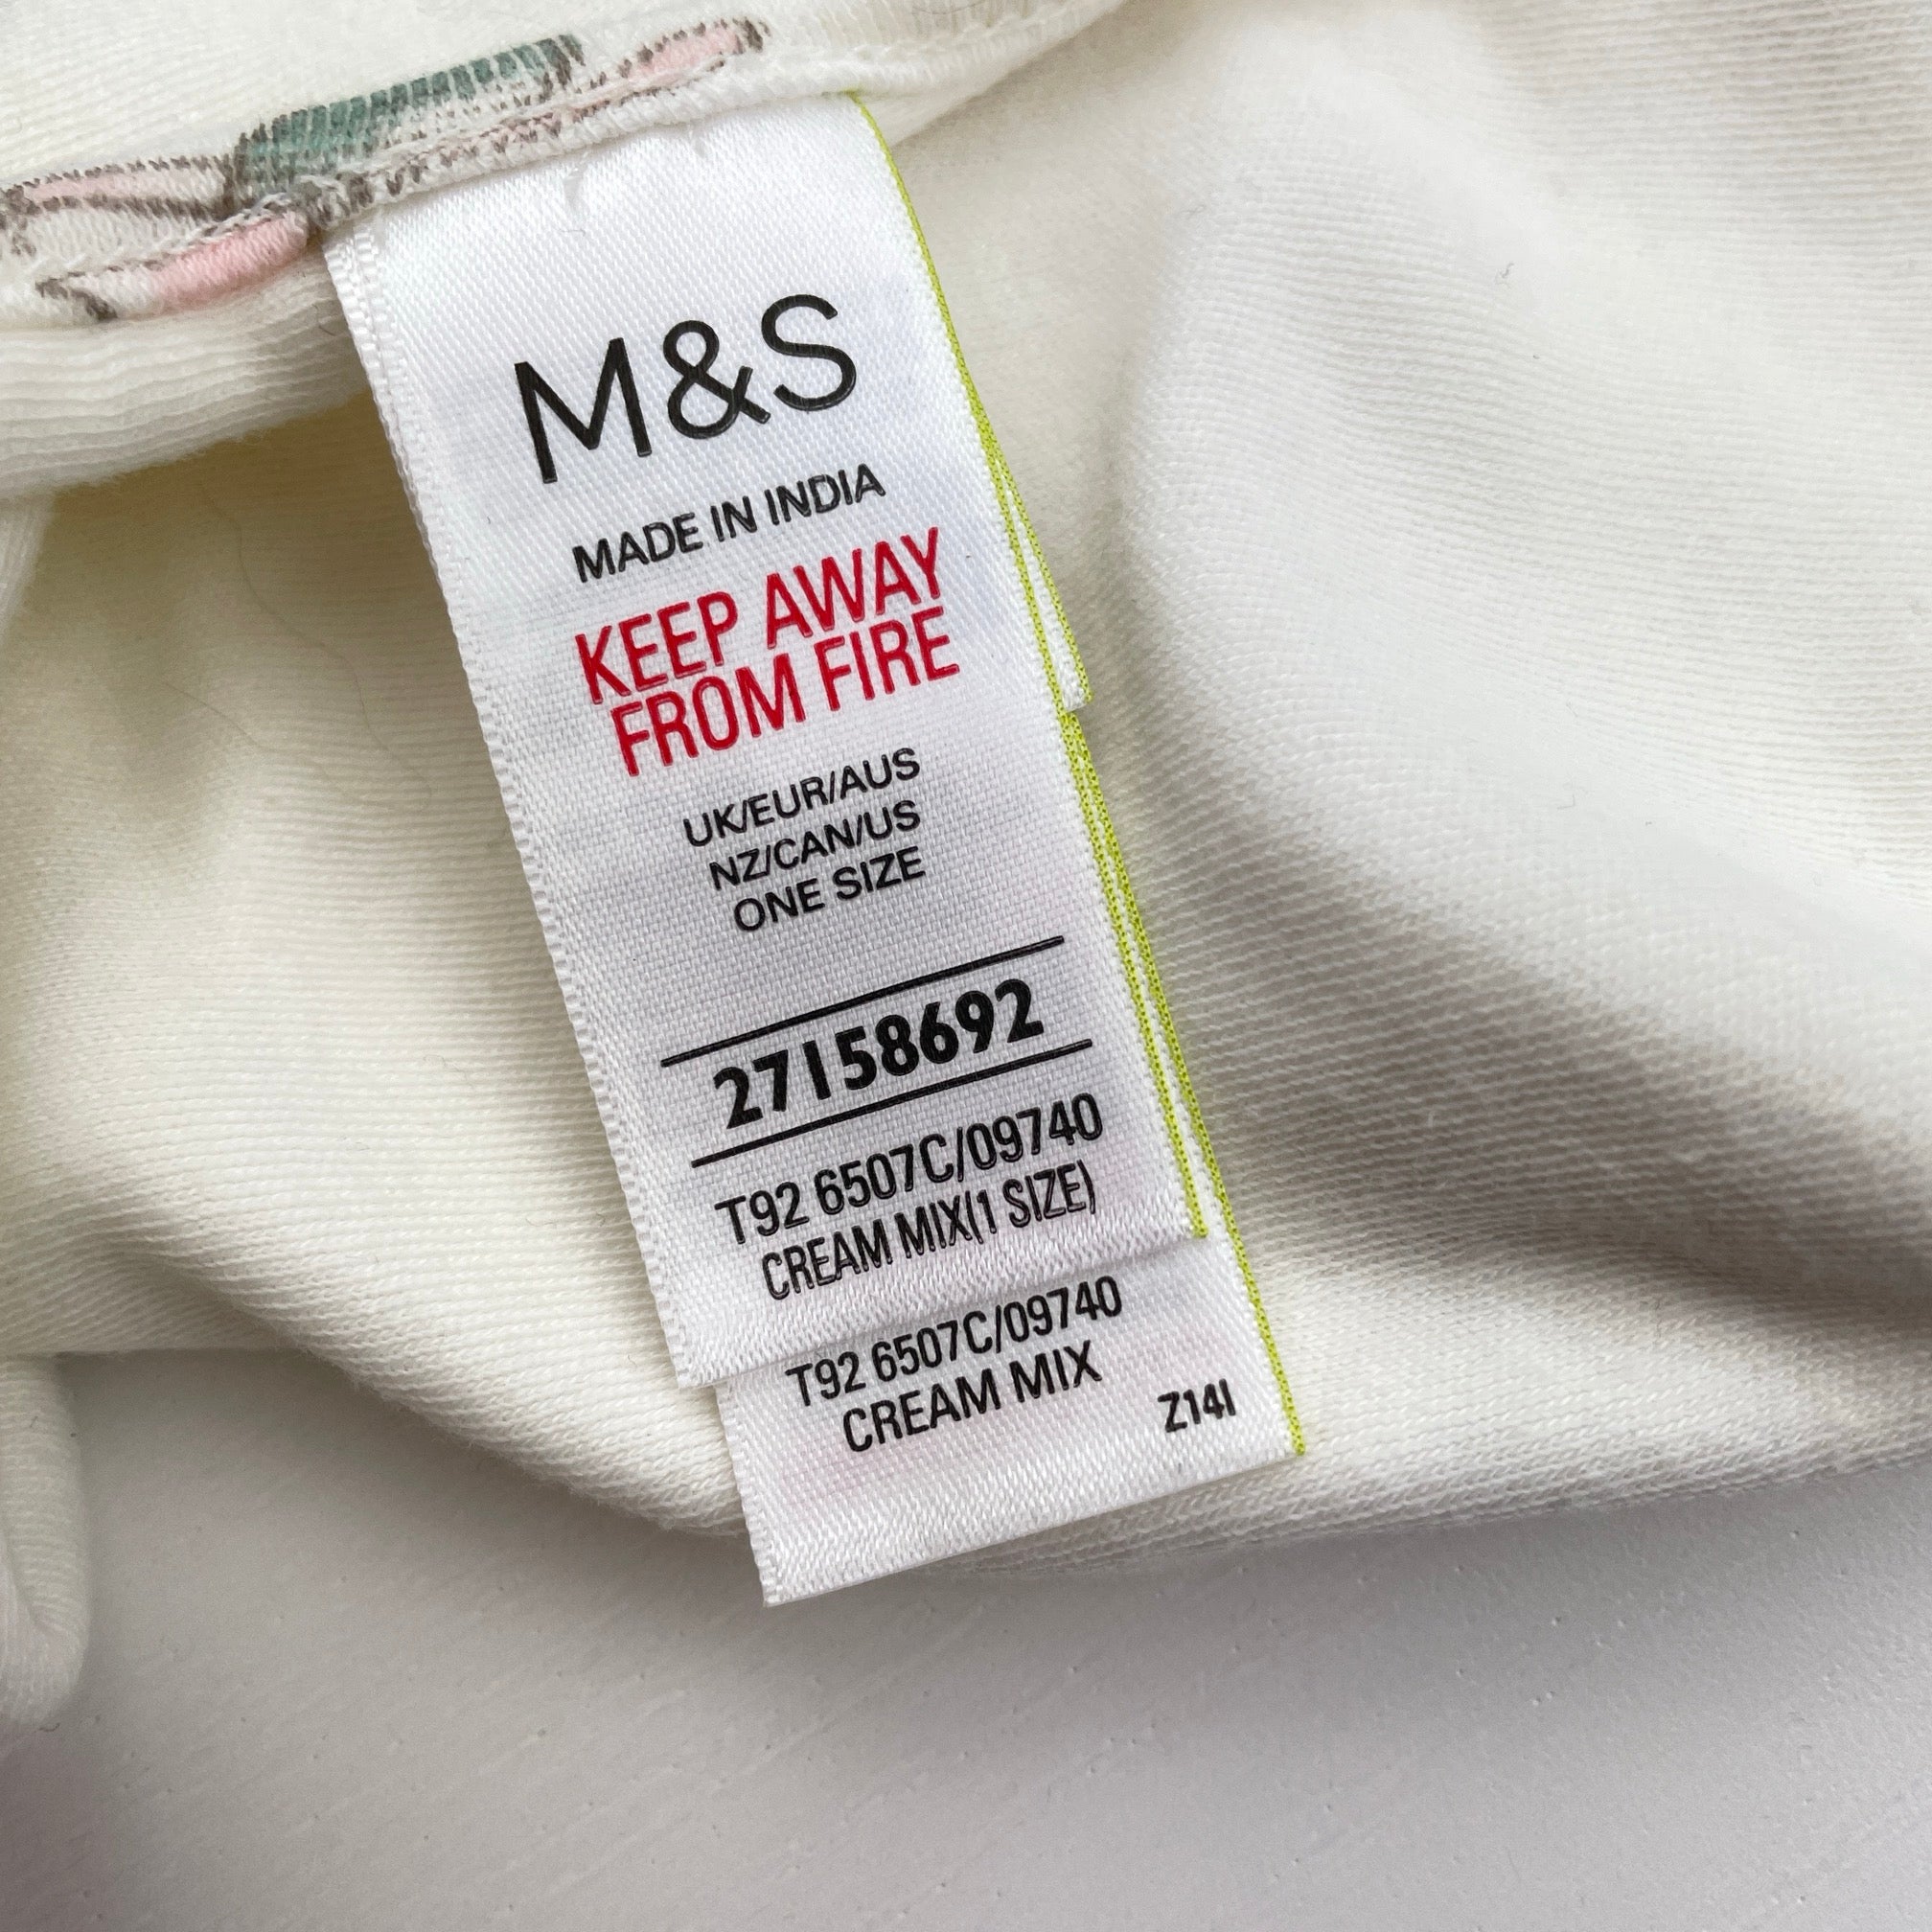 M&S
MADE IN INDIA
KEEP AWAY
FROM FIRE
UK/EUR/AUS
NZ/CAN/US
ONE SIZE
27158692
T92 6507C/09740
CREAM MIX(1 SIZE)
T92 6507C/09740
CREAM MIX
Z14I